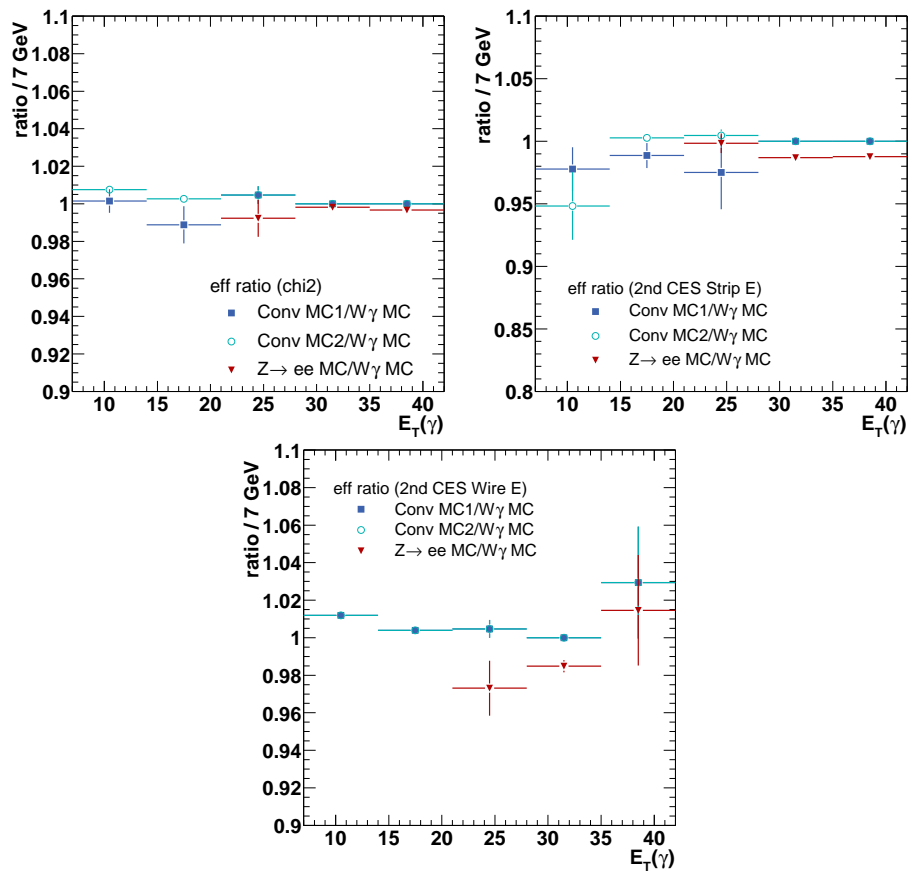 ratio / 7 GeV
1.1
1.08
1.06
1.04
1.02
1
0.98
0.96
0.94
0.92
0.9
eff ratio (chi2)
Conv MC1/Wγ MC
Conv MC2/Wγ MC
Z→ ee MC/Wγ MC
10 15 20 25 30 35 40
E_T(γ)
ratio / 7 GeV
1.1
1.05
1
0.95
0.9
0.85
0.8
eff ratio (2nd CES Strip E)
Conv MC1/Wγ MC
Conv MC2/Wγ MC
Z→ ee MC/Wγ MC
10 15 20 25 30 35 40
E_T(γ)
ratio / 7 GeV
1.1
1.08
1.06
1.04
1.02
1
0.98
0.96
0.94
0.92
0.9
eff ratio (2nd CES Wire E)
Conv MC1/Wγ MC
Conv MC2/Wγ MC
Z→ ee MC/Wγ MC
10 15 20 25 30 35 40
E_T(γ)